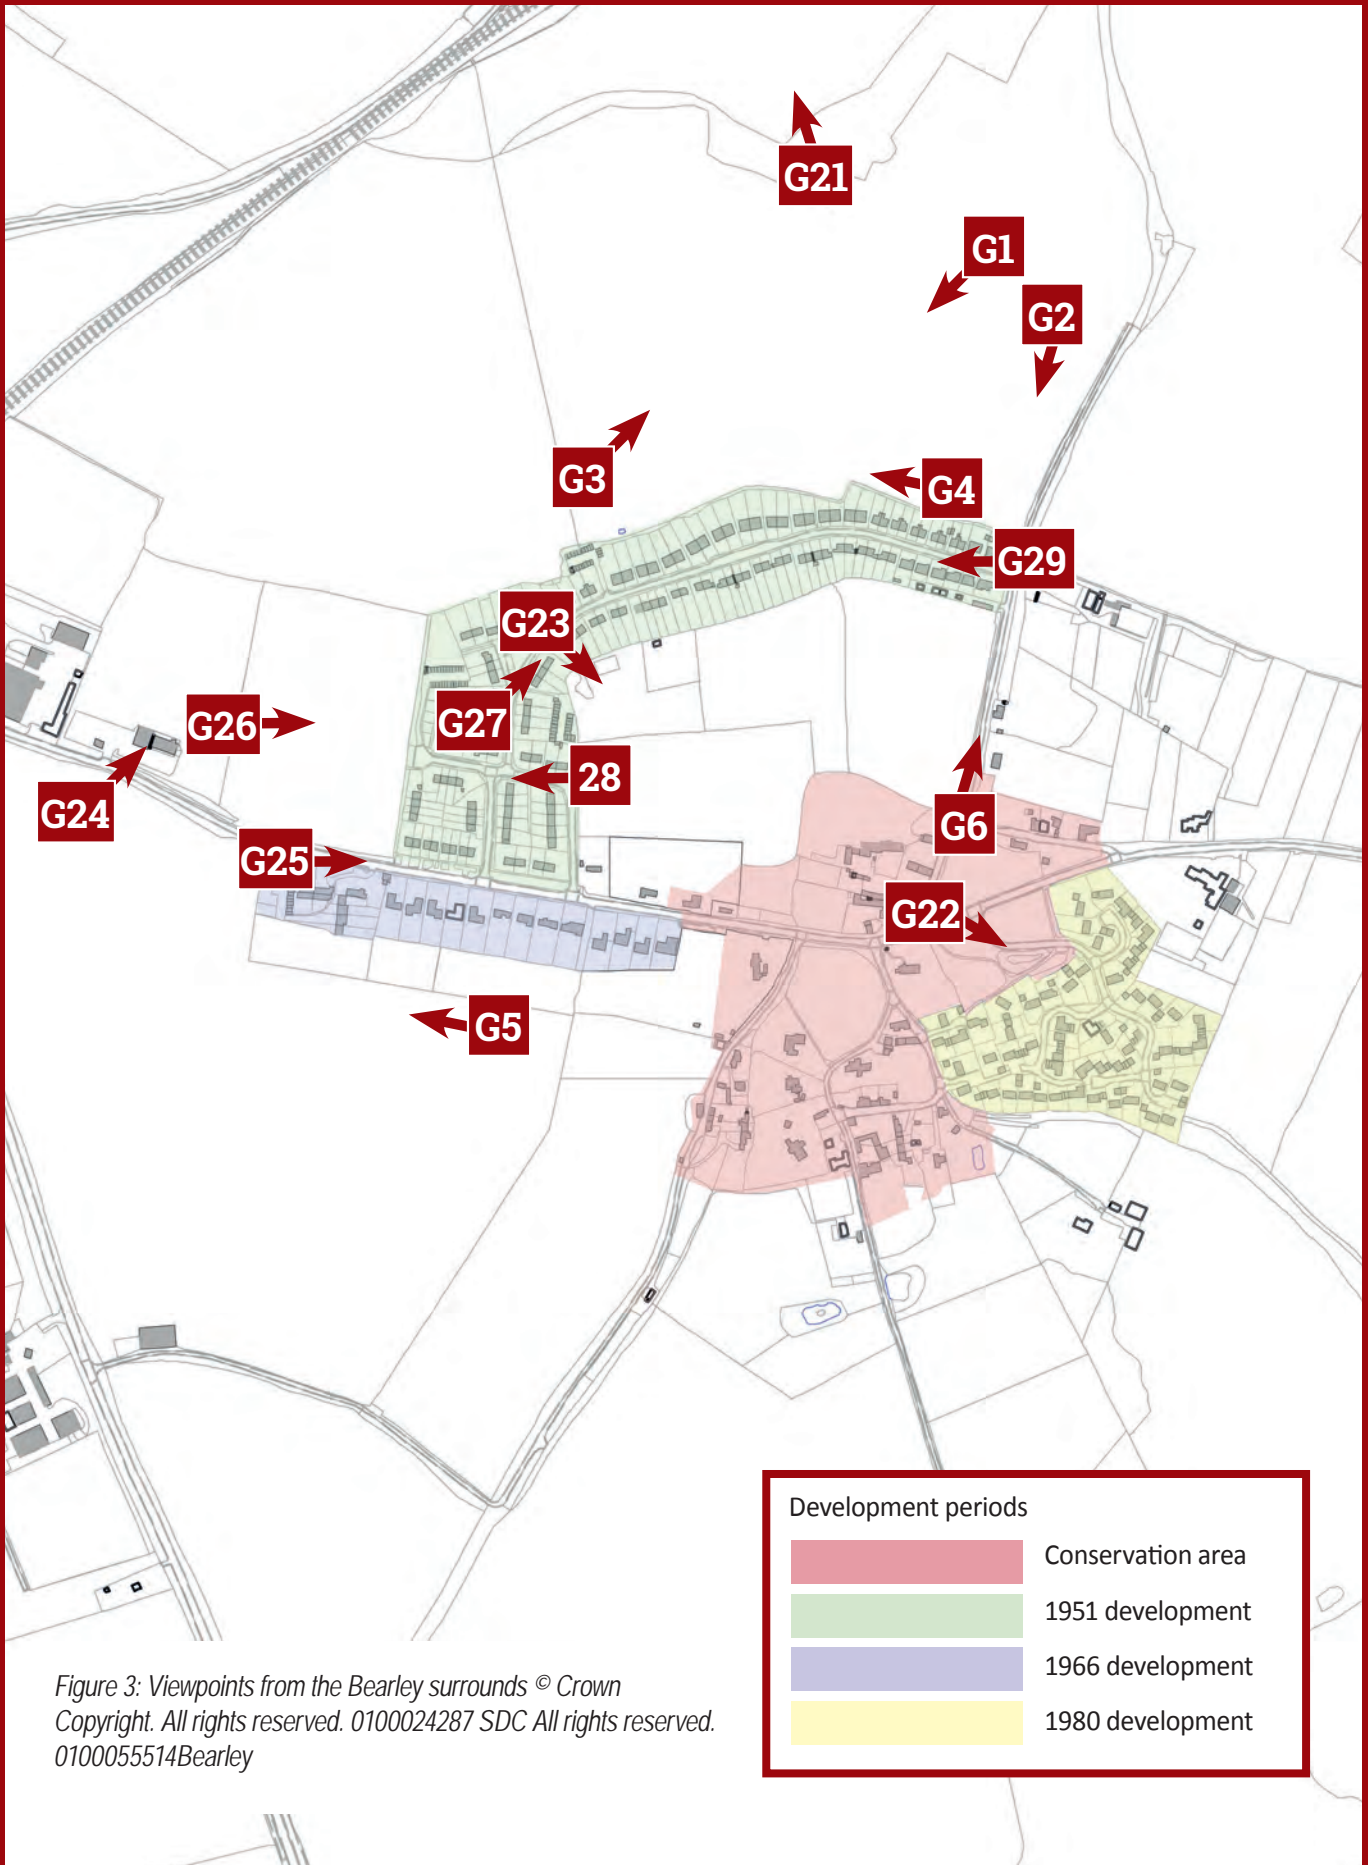 G21
G1
G2
G3
G4
G29
G23
G26
G27
28
G24
G6
G25
G22
G5
Development periods
Conservation area
1951 development
1966 development
1980 development
Figure 3: Viewpoints from the Bearley surrounds © Crown
Copyright. All rights reserved. 0100024287 SDC All rights reserved.
0100055514Bearley